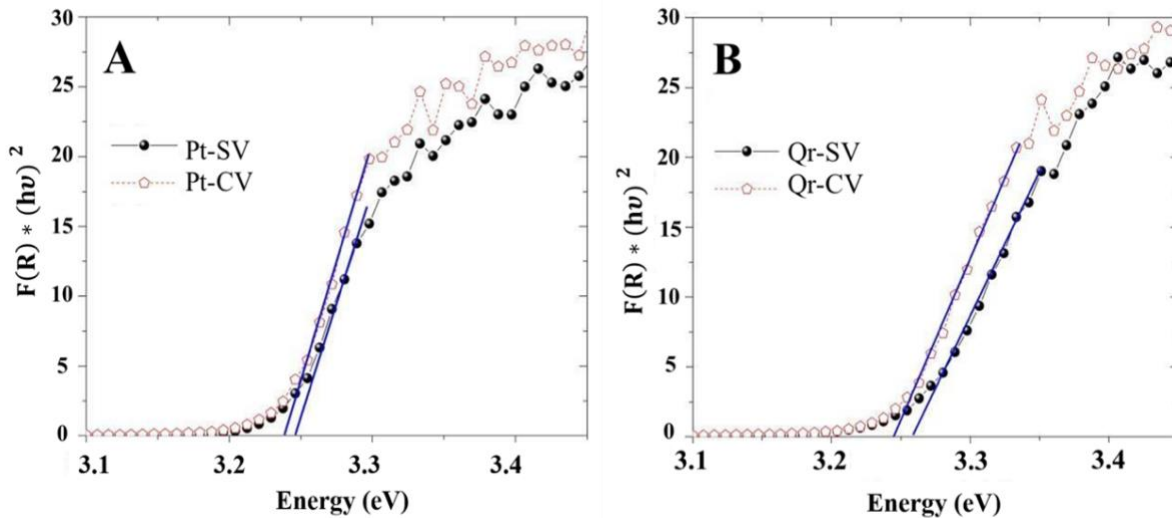 A
30
25
20
15
10
5
0
F(R) * (hυ) ²
Pt-SV
Pt-CV
3.1
3.2
3.3
3.4
Energy (eV)
B
30
25
20
15
10
5
0
F(R) * (hυ) ²
Qr-SV
Qr-CV
3.1
3.2
3.3
3.4
Energy (eV)